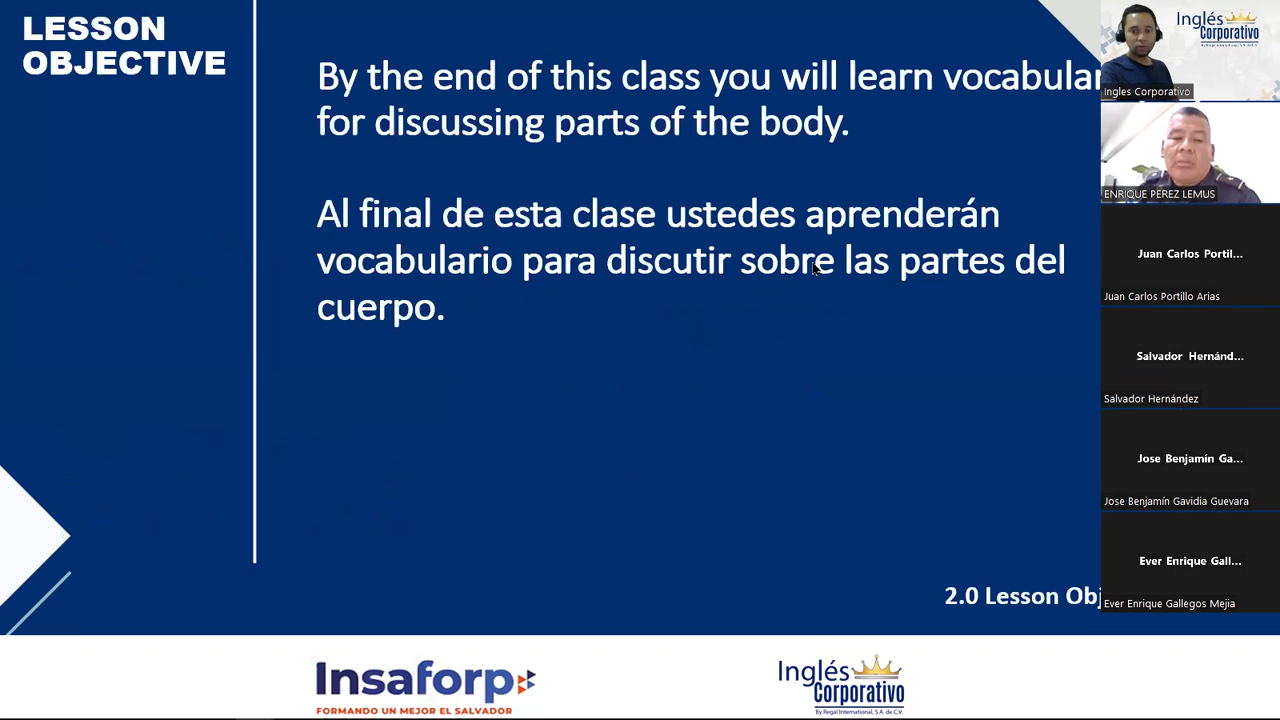 LESSON
OBJECTIVE
By the end of this class you will learn vocabular
for discussing parts of the body.
Al final de esta clase ustedes aprenderán
vocabulario para discutir sobre las partes del
cuerpo.
2.0 Lesson Obj
Insaforp
FORMANDO UN MEJOR EL SALVADOR
Inglés
Corporativo
By Regal International, S.A. de C.V.
Inglés
Corporativo
By Regal International, S.A. de C.V.
Ingles Corporativo
ENRIQUE PEREZ LEMUS
Juan Carlos Portil...
Juan Carlos Portillo Arias
Salvador Hernánd...
Salvador Hernández
Jose Benjamín Ga...
Jose Benjamín Gavidia Guevara
Ever Enrique Gall...
Ever Enrique Gallegos Mejia